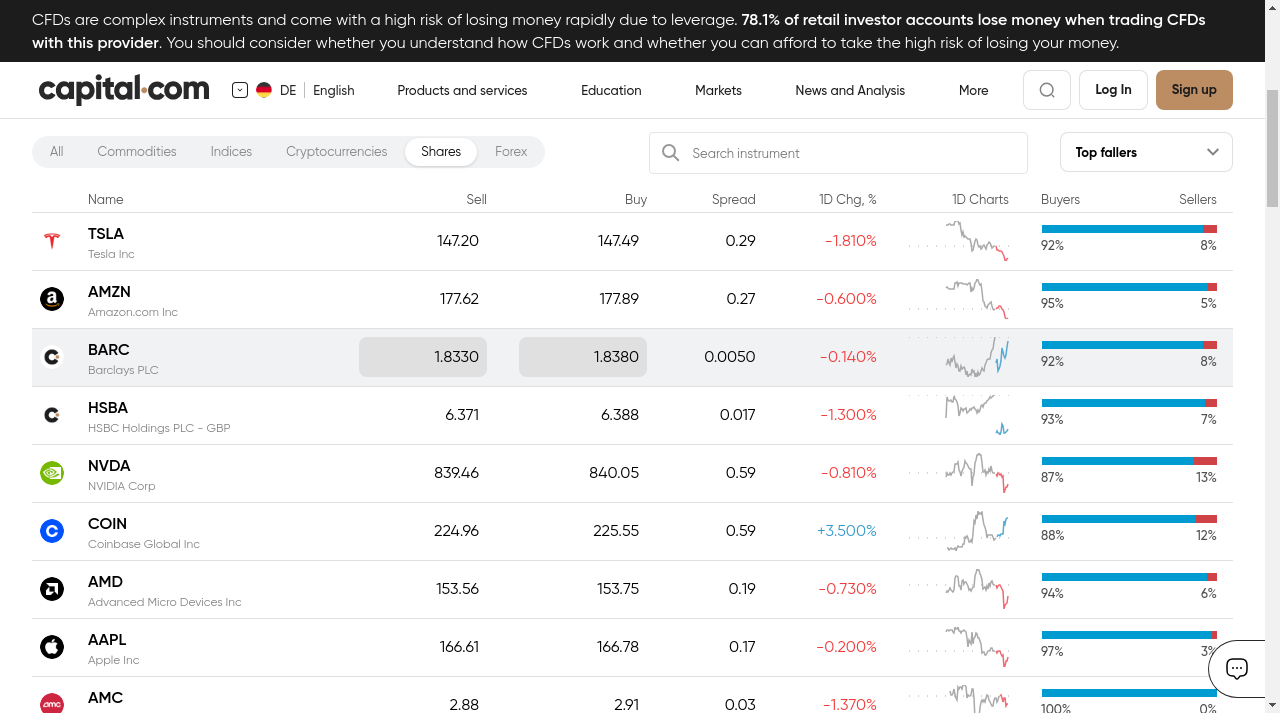 CFDs are complex instruments and come with a high risk of losing money rapidly due to leverage. 78.1% of retail investor accounts lose money when trading CFDs
with this provider. You should consider whether you understand how CFDs work and whether you can afford to take the high risk of losing your money.
capital.com DE English Products and services Education Markets News and Analysis More Log In Sign up
All Commodities Indices Cryptocurrencies Shares Forex Search instrument Top fallers
Name Sell Buy Spread 1D Chg, % 1D Charts Buyers Sellers
TSLA
Tesla Inc
147.20 147.49 0.29 -1.810% 92% 8%
AMZN
Amazon.com Inc
177.62 177.89 0.27 -0.600% 95% 5%
BARC
Barclays PLC
1.8330 1.8380 0.0050 -0.140% 92% 8%
HSBA
HSBC Holdings PLC - GBP
6.371 6.388 0.017 -1.300% 93% 7%
NVDA
NVIDIA Corp
839.46 840.05 0.59 -0.810% 87% 13%
COIN
Coinbase Global Inc
224.96 225.55 0.59 +3.500% 88% 12%
AMD
Advanced Micro Devices Inc
153.56 153.75 0.19 -0.730% 94% 6%
AAPL
Apple Inc
166.61 166.78 0.17 -0.200% 97% 3%
amc
AMC
2.88 2.91 0.03 -1.370% 100% 0%